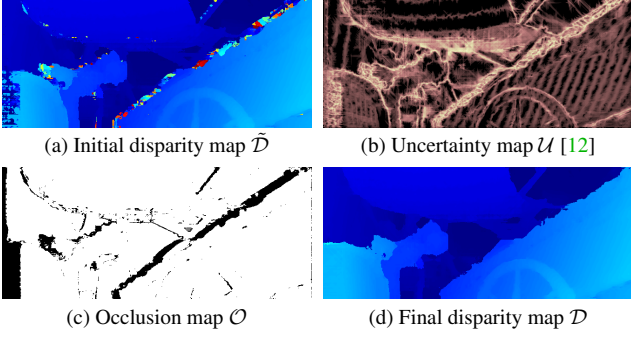 (a) Initial disparity map D̃
(b) Uncertainty map U [12]
(c) Occlusion map O
(d) Final disparity map D